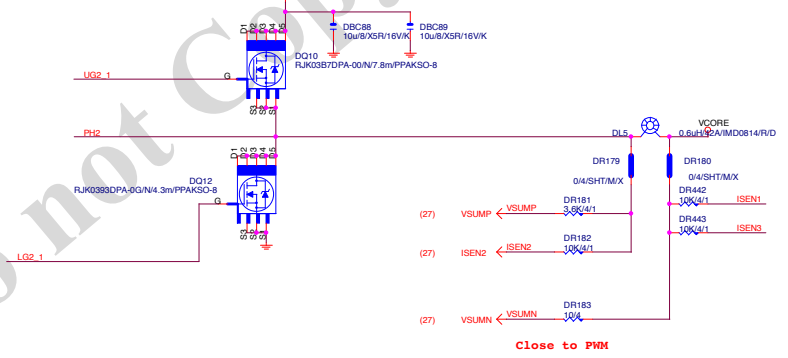 DBC88
10u/8/X5R/16V/K
DBC89
10u/8/X5R/16V/K
D1
D2
D3
D4
D5
DQ10
RJK03B7DPA-00/N/7.8m/PPAKSO-8
UG2_1
G
S3
S2
S1
PH2
DL5
VCORE
0.6uH/42A/IMD0814/R/D
D1
D2
D3
D4
D5
DQ12
RJK0393DPA-0G/N/4.3m/PPAKSO-8
G
S3
S2
S1
LG2_1
DR179
0/4/SHT/M/X
DR180
0/4/SHT/M/X
DR442
10K/4/1
ISEN1
DR443
10K/4/1
ISEN3
(27)
VSUMP
VSUMP
DR181
3.6K/4/1
(27)
ISEN2
ISEN2
DR182
10K/4/1
(27)
VSUMN
VSUMN
DR183
10/4
Close to PWM
o not Cop